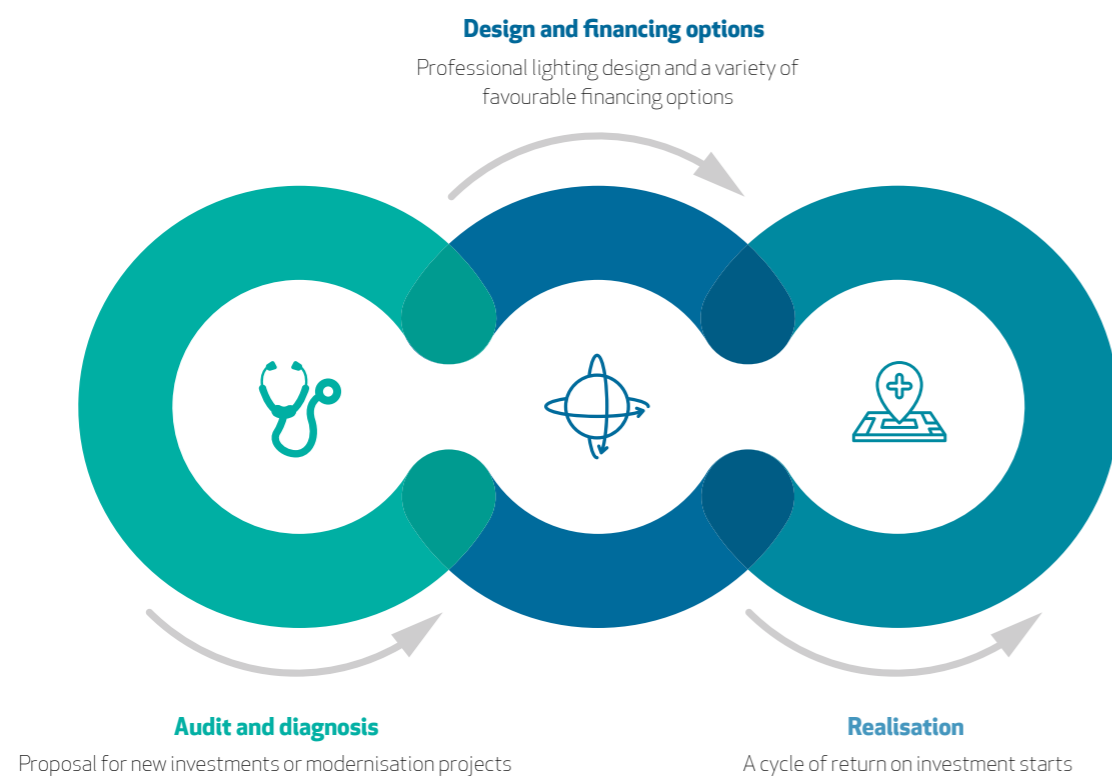 Design and financing options
Professional lighting design and a variety of
favourable financing options
Audit and diagnosis
Proposal for new investments or modernisation projects
Realisation
A cycle of return on investment starts